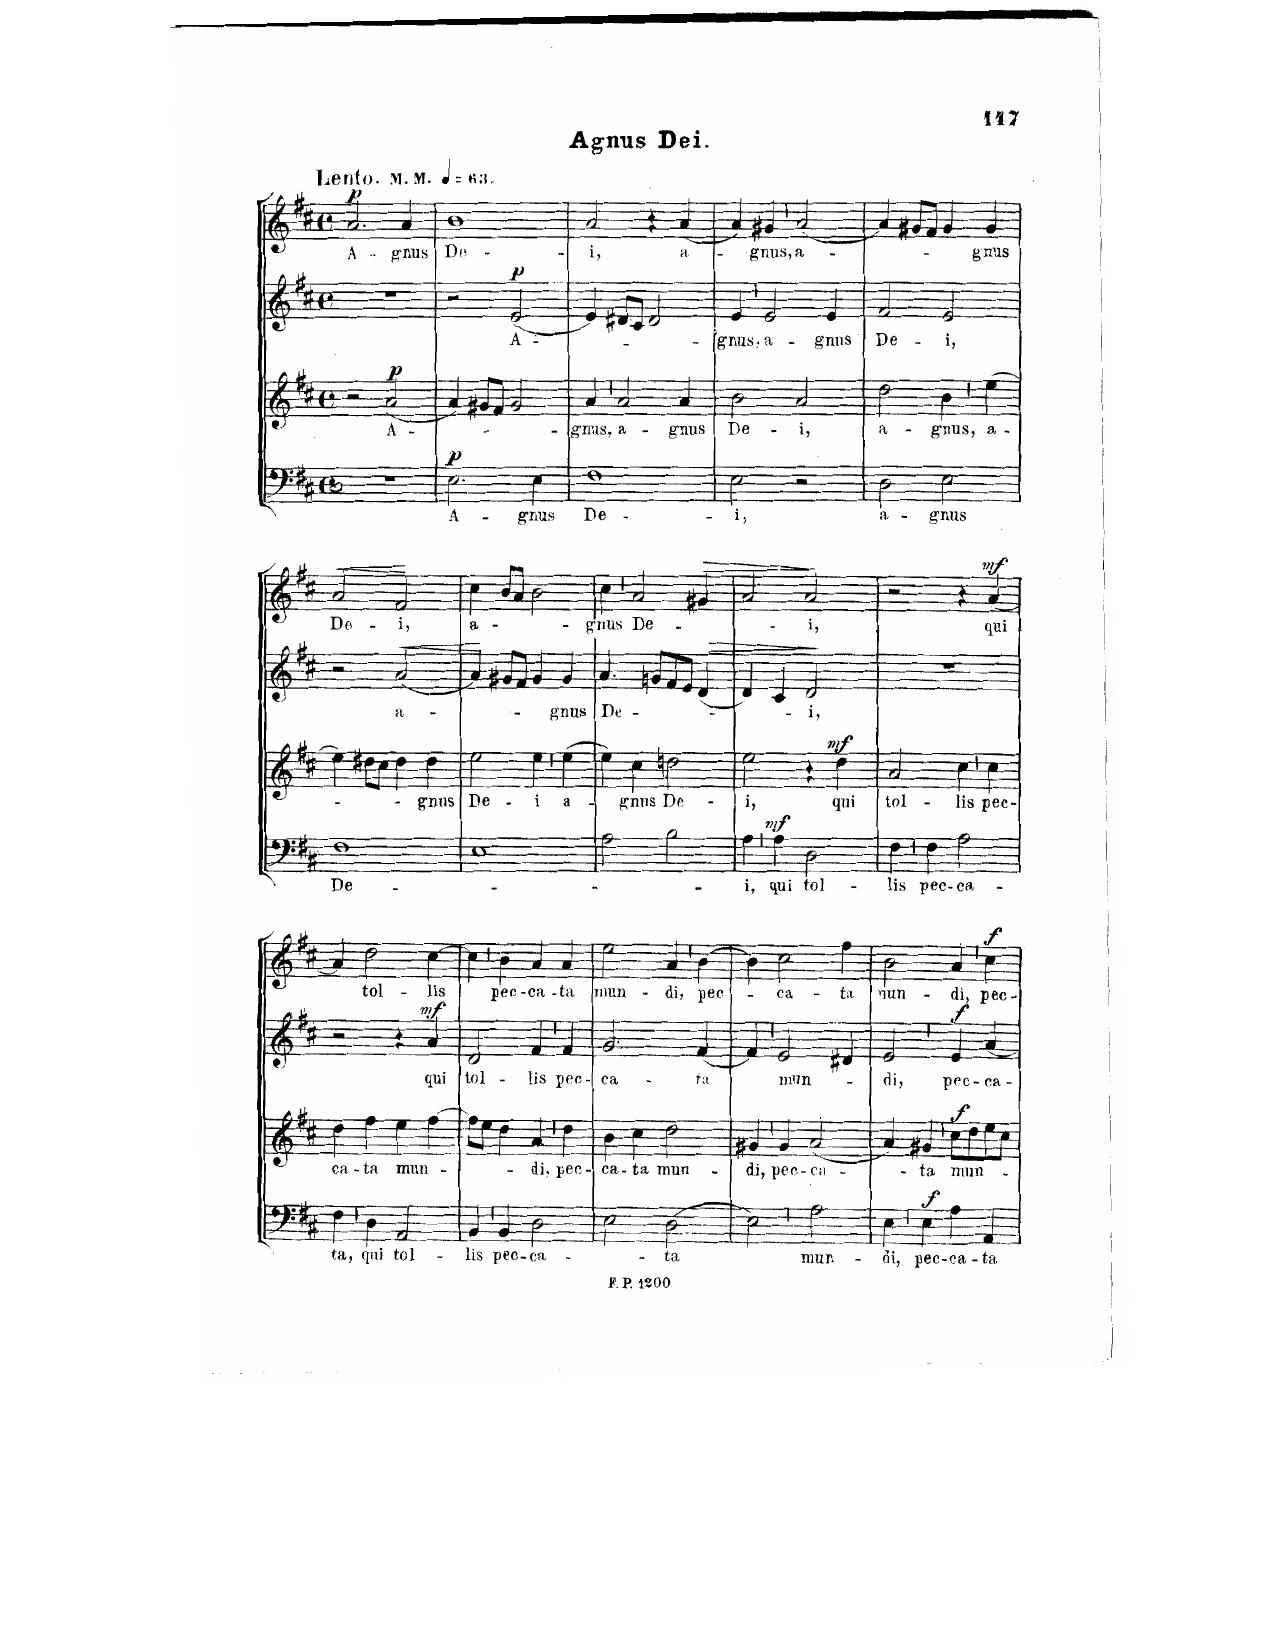 117
Agnus Dei.
Lento. M. M. ♩ = 63.
p
A - gnus De - - i, a - gnus, a - - gnus
p
A - - - gnus, a - gnus De - i,
p
A - - - gnus, a - gnus De - i, a - gnus, a -
p
A - gnus De - - i, a - gnus
mf
De - i, a - - gnus De - - i, qui
a - - gnus De - - - i,
mf
- - gnus De - i a - gnus De - i, qui tol - lis pec-
mf
De - - - - i, qui tol - lis pec-ca -
f
tol - lis pec-ca-ta mun - di, pec - ca - ta mun - di, pec-
mf f
qui tol - lis pec-ca - ta mun - di, pec-ca-
f
ca-ta mun - - di, pec-ca-ta mun - di, pec-ca - - ta mun -
f
ta, qui tol - lis pec-ca - - ta mun - di, pec-ca-ta
F. P. 1200